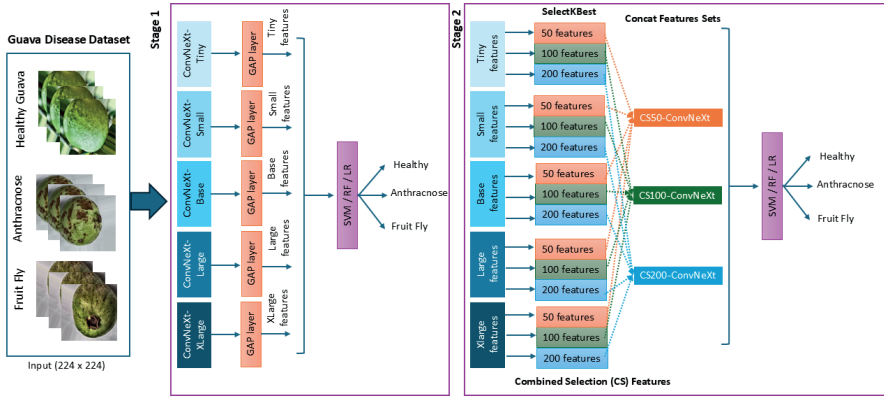 Guava Disease Dataset
Healthy Guava
Anthracnose
Fruit Fly
Input (224 x 224)
Stage 1
ConvNeXt-
Tiny
GAP layer
Tiny
features
ConvNeXt-
Small
GAP layer
Small
features
ConvNeXt-
Base
GAP layer
Base
features
ConvNeXt-
Large
GAP layer
Large
features
ConvNeXt-
XLarge
GAP layer
XLarge
features
SVM / RF / LR
Healthy
Anthracnose
Fruit Fly
Stage 2
SelectKBest
Concat Features Sets
Tiny
features
50 features
100 features
200 features
Small
features
50 features
100 features
200 features
Base
features
50 features
100 features
200 features
Large
features
50 features
100 features
200 features
Xlarge
features
50 features
100 features
200 features
CS50-ConvNeXt
CS100-ConvNeXt
CS200-ConvNeXt
SVM / RF / LR
Healthy
Anthracnose
Fruit Fly
Combined Selection (CS) Features